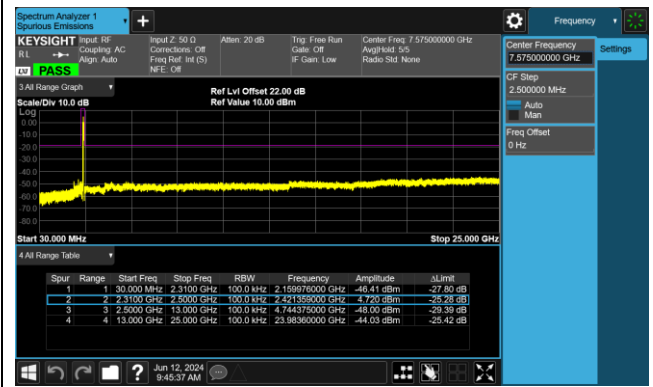 Spectrum Analyzer 1
Spurious Emissions
Frequency
KEYSIGHT Input: RF Input Z: 50 Ω Atten: 20 dB Trig: Free Run Center Freq: 7.575000000 GHz
RL Coupling: AC Corrections: Off Gate: Off Avg|Hold: 5/5
Align: Auto Freq Ref: Int (S) IF Gain: Low Radio Std: None
LXI PASS NFE: Off
Center Frequency
7.575000000 GHz
Settings
CF Step
2.500000 MHz
Auto
Man
Freq Offset
0 Hz
3 All Range Graph
Ref Lvl Offset 22.00 dB
Scale/Div 10.0 dB Ref Value 10.00 dBm
Log
0.00
-10.0
-20.0
-30.0
-40.0
-50.0
-60.0
-70.0
-80.0
Start 30.000 MHz Stop 25.000 GHz
4 All Range Table
Spur Range Start Freq Stop Freq RBW Frequency Amplitude ΔLimit
1 1 30.000 MHz 2.3100 GHz 100.0 kHz 2.159976000 GHz -46.41 dBm -27.80 dB
2 2 2.3100 GHz 2.5000 GHz 100.0 kHz 2.421359000 GHz 4.720 dBm -25.28 dB
3 3 2.5000 GHz 13.000 GHz 100.0 kHz 4.744375000 GHz -48.00 dBm -29.39 dB
4 4 13.000 GHz 25.000 GHz 100.0 kHz 23.98360000 GHz -44.03 dBm -25.42 dB
Jun 12, 2024
9:45:37 AM